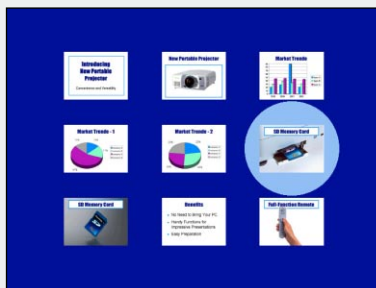 Introducing
New Portable
Projector
Convenience and Versatility
New Portable Projector
Market Trends
Market Trends - 1
Market Trends - 2
SD Memory Card
SD Memory Card
Benefits
No Need to Bring Your PC
Handy Functions for
Impressive Presentations
Easy Preparation
Full-Function Remote